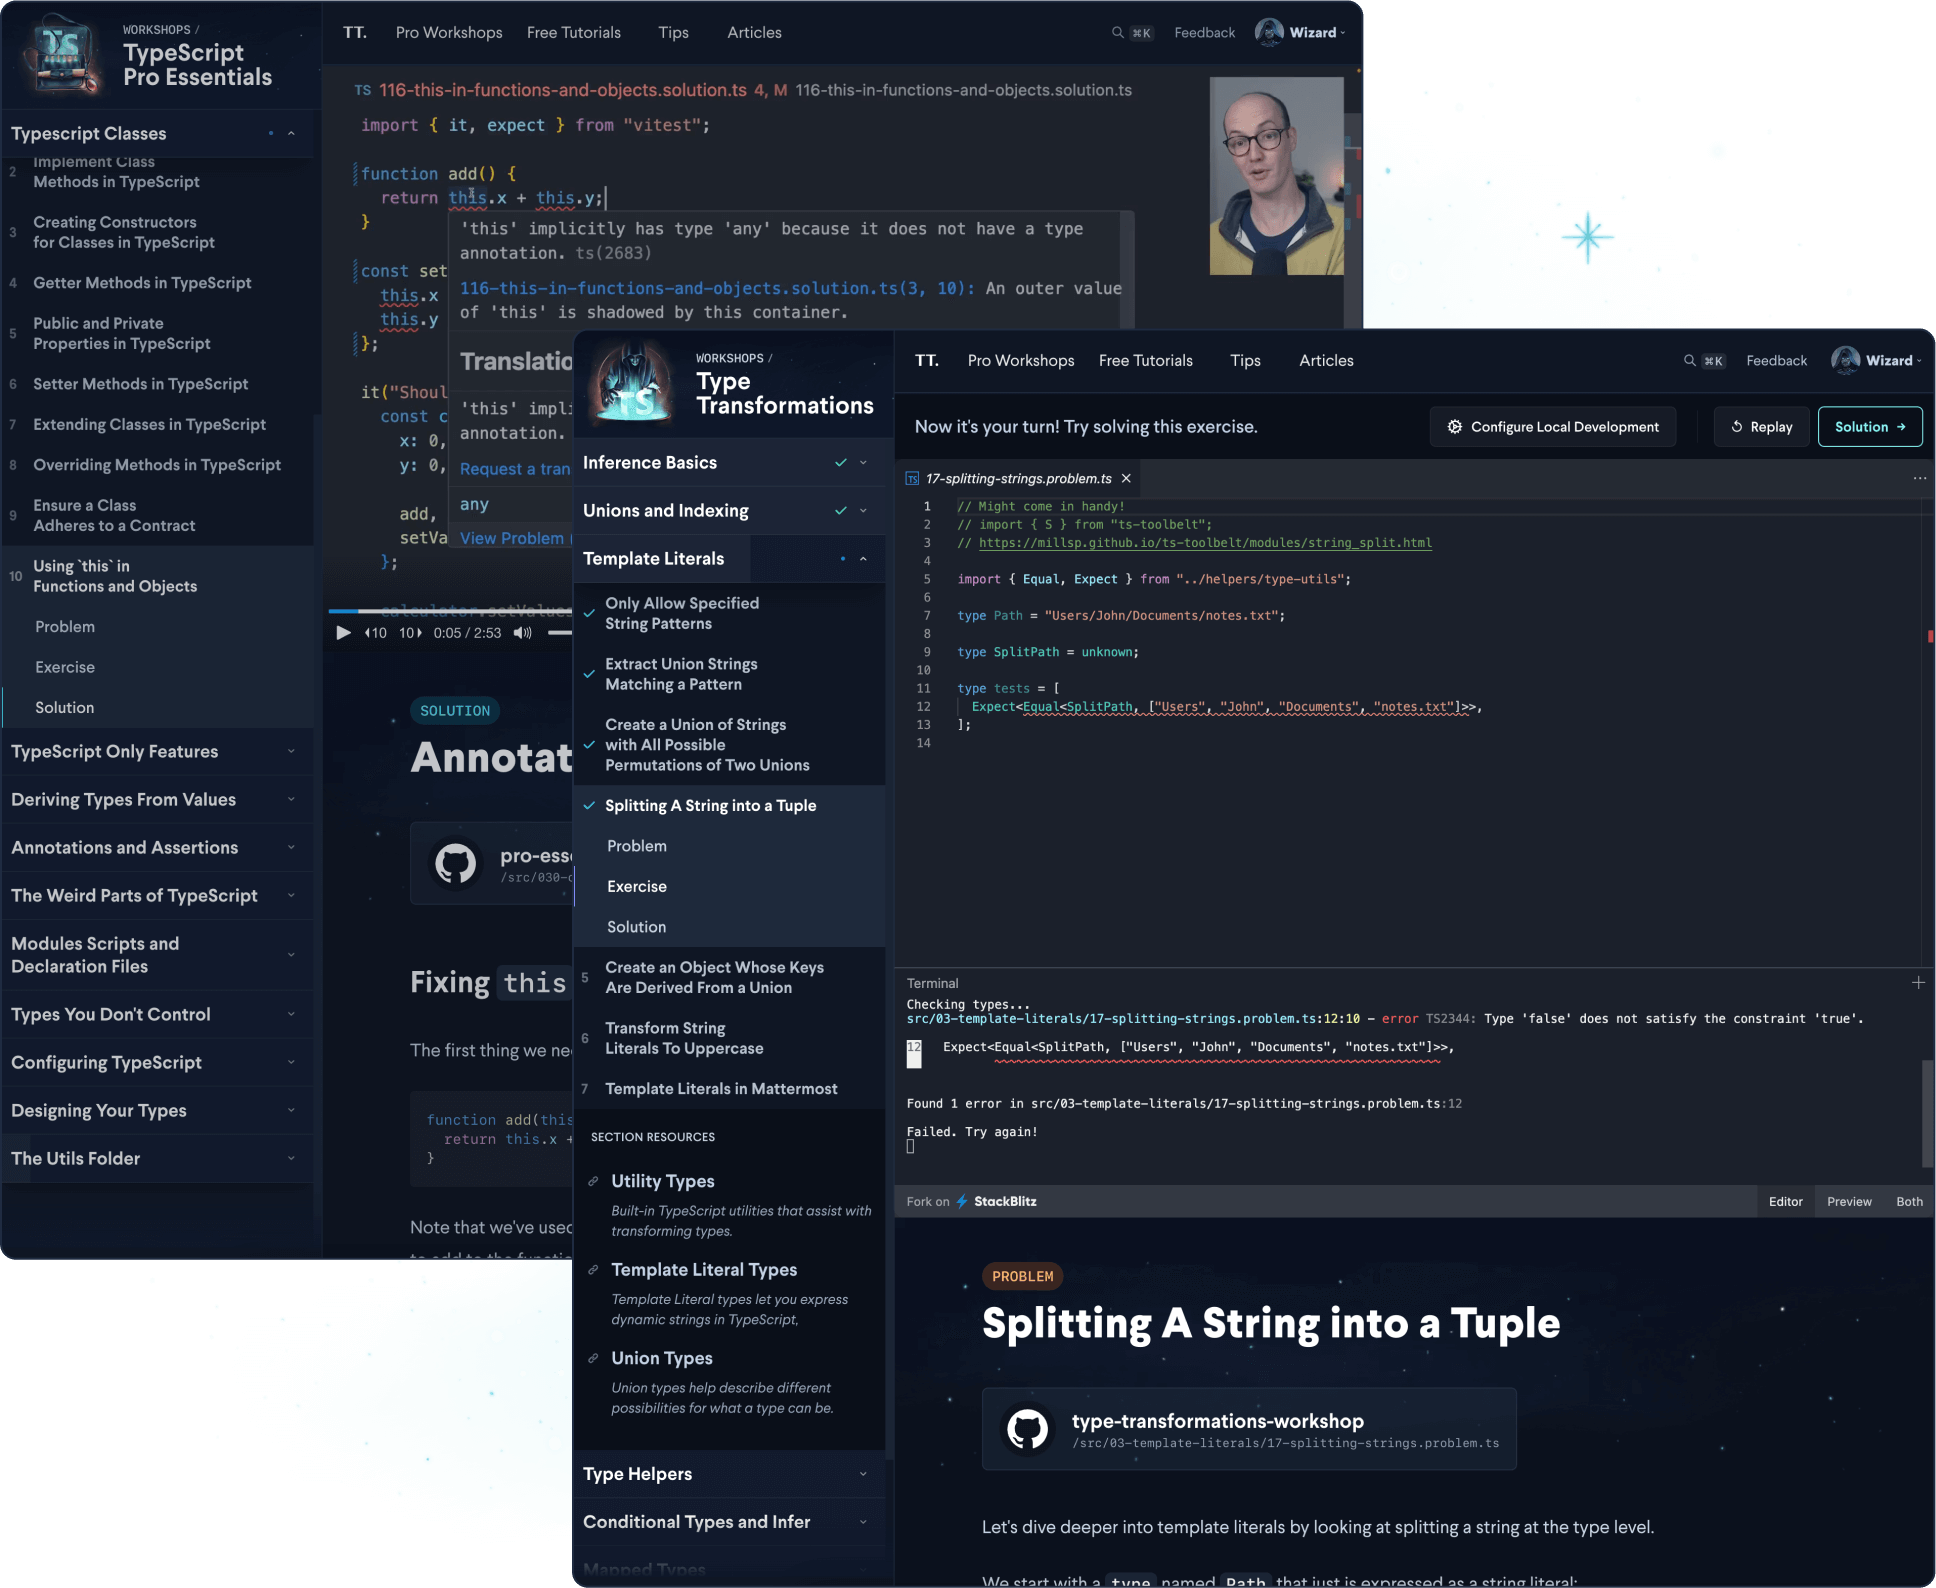 WORKSHOPS /
TypeScript
Pro Essentials
TT.
Pro Workshops
Free Tutorials
Tips
Articles
⌘K
Feedback
Wizard
Typescript Classes
2
Implement Class
Methods in TypeScript
3
Creating Constructors
for Classes in TypeScript
4
Getter Methods in TypeScript
5
Public and Private
Properties in TypeScript
6
Setter Methods in TypeScript
7
Extending Classes in TypeScript
8
Overriding Methods in TypeScript
9
Ensure a Class
Adheres to a Contract
10
Using `this` in
Functions and Objects
Problem
Exercise
Solution
TypeScript Only Features
Deriving Types From Values
Annotations and Assertions
The Weird Parts of TypeScript
Modules Scripts and
Declaration Files
Types You Don't Control
Configuring TypeScript
Designing Your Types
The Utils Folder
TS 116-this-in-functions-and-objects.solution.ts 4, M 116-this-in-functions-and-objects.solution.ts
import { it, expect } from "vitest";
function add() {
return this.x + this.y;
}
'this' implicitly has type 'any' because it does not have a type
annotation. ts(2683)
116-this-in-functions-and-objects.solution.ts(3, 10): An outer value
of 'this' is shadowed by this container.
const set
this.x
this.y
};
Translatio
'this' impli
annotation.
Request a tran
any
View Problem
it("Shoul
const c
x: 0,
y: 0,
add,
setVa
};
calculator.setValues
10
10
0:05 / 2:53
SOLUTION
Annotat
pro-esse
/src/030-c
Fixing this
The first thing we nee
function add(this
return this.x +
}
Note that we've used
to add to the functio
WORKSHOPS /
Type
Transformations
TT.
Pro Workshops
Free Tutorials
Tips
Articles
⌘K
Feedback
Wizard
Inference Basics
Unions and Indexing
Template Literals
Only Allow Specified
String Patterns
Extract Union Strings
Matching a Pattern
Create a Union of Strings
with All Possible
Permutations of Two Unions
Splitting A String into a Tuple
Problem
Exercise
Solution
5
Create an Object Whose Keys
Are Derived From a Union
6
Transform String
Literals To Uppercase
7
Template Literals in Mattermost
SECTION RESOURCES
Utility Types
Built-in TypeScript utilities that assist with
transforming types.
Template Literal Types
Template Literal types let you express
dynamic strings in TypeScript,
Union Types
Union types help describe different
possibilities for what a type can be.
Type Helpers
Conditional Types and Infer
Mapped Types
Now it's your turn! Try solving this exercise.
Configure Local Development
Replay
Solution →
TS 17-splitting-strings.problem.ts ×
1 // Might come in handy!
2 // import { S } from "ts-toolbelt";
3 // https://millsp.github.io/ts-toolbelt/modules/string_split.html
4
5 import { Equal, Expect } from "../helpers/type-utils";
6
7 type Path = "Users/John/Documents/notes.txt";
8
9 type SplitPath = unknown;
10
11 type tests = [
12 Expect<Equal<SplitPath, ["Users", "John", "Documents", "notes.txt"]>>,
13 ];
14
Terminal
Checking types...
src/03-template-literals/17-splitting-strings.problem.ts:12:10 - error TS2344: Type 'false' does not satisfy the constraint 'true'.
12 Expect<Equal<SplitPath, ["Users", "John", "Documents", "notes.txt"]>>,
Found 1 error in src/03-template-literals/17-splitting-strings.problem.ts:12
Failed. Try again!
Fork on StackBlitz
Editor
Preview
Both
PROBLEM
Splitting A String into a Tuple
type-transformations-workshop
/src/03-template-literals/17-splitting-strings.problem.ts
Let's dive deeper into template literals by looking at splitting a string at the type level.
We start with a type named Path that just is expressed as a string literal: